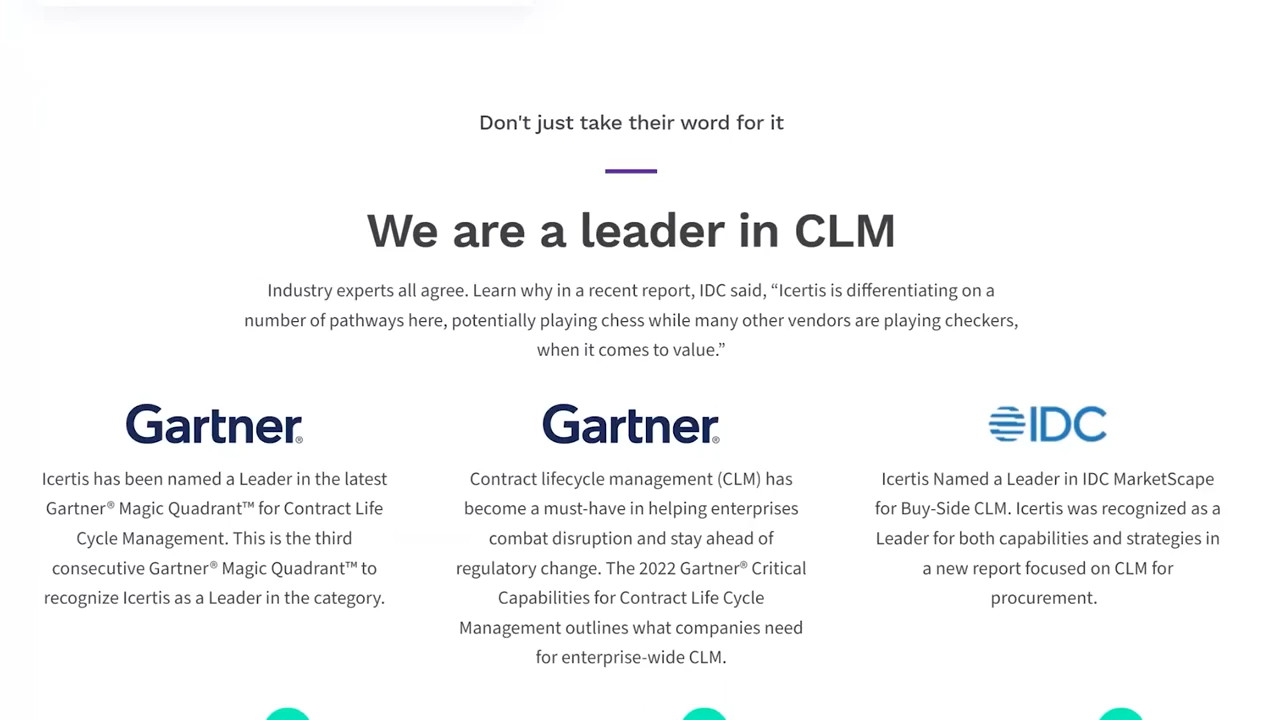 Don't just take their word for it
We are a leader in CLM
Industry experts all agree. Learn why in a recent report, IDC said, “Icertis is differentiating on a
number of pathways here, potentially playing chess while many other vendors are playing checkers,
when it comes to value.”
Gartner®
Icertis has been named a Leader in the latest
Gartner® Magic Quadrant™ for Contract Life
Cycle Management. This is the third
consecutive Gartner® Magic Quadrant™ to
recognize Icertis as a Leader in the category.
Gartner®
Contract lifecycle management (CLM) has
become a must-have in helping enterprises
combat disruption and stay ahead of
regulatory change. The 2022 Gartner® Critical
Capabilities for Contract Life Cycle
Management outlines what companies need
for enterprise-wide CLM.
IDC
Icertis Named a Leader in IDC MarketScape
for Buy-Side CLM. Icertis was recognized as a
Leader for both capabilities and strategies in
a new report focused on CLM for
procurement.